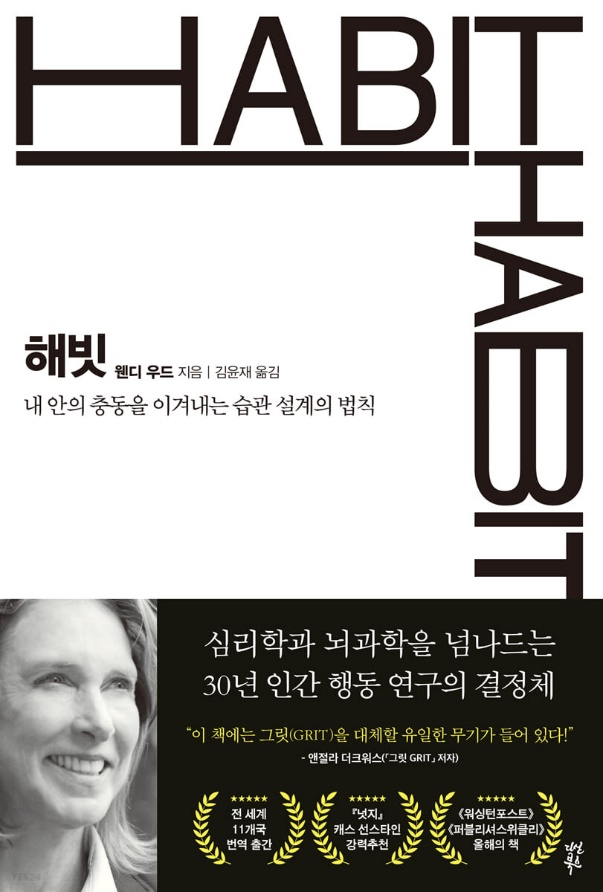 HABIT
HABIT
해빗 웬디 우드 지음 | 김윤재 옮김
내 안의 충동을 이겨내는 습관 설계의 법칙
심리학과 뇌과학을 넘나드는
30년 인간 행동 연구의 결정체
“이 책에는 그릿(GRIT)을 대체할 유일한 무기가 들어 있다!”
- 앤절라 더크워스(『그릿 GRIT』 저자)
전 세계
11개국
번역 출간
『넛지』
캐스 선스타인
강력추천
《워싱턴포스트》
《퍼블리셔스위클리》
올해의 책
다산
북스